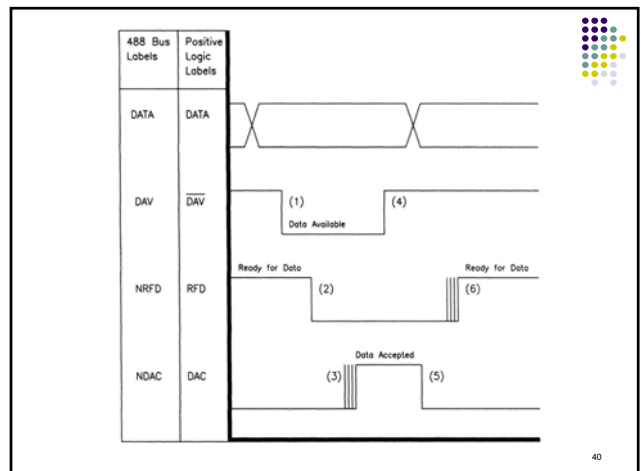 488 Bus Labels
Positive Logic Labels
DATA
DATA
DAV
DAV
(1)
(4)
Data Available
Ready for Data
Ready for Data
NRFD
RFD
(2)
(6)
Data Accepted
NDAC
DAC
(3)
(5)
40